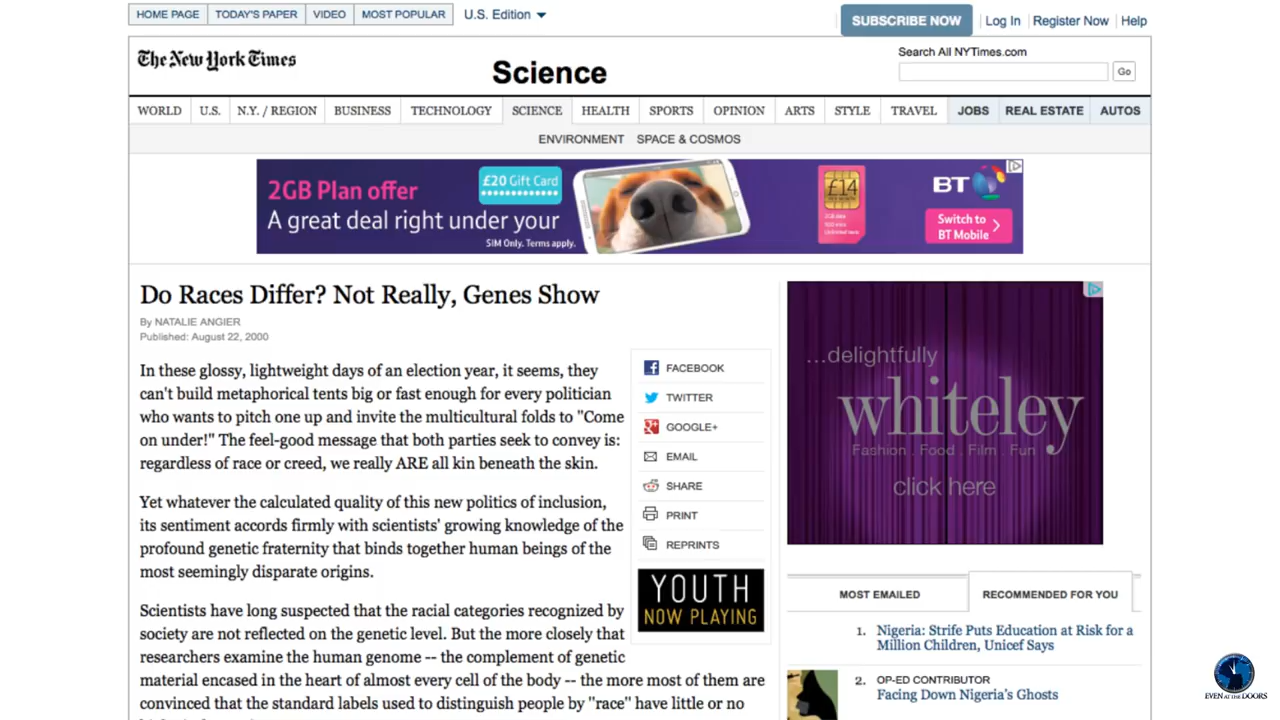 HOME PAGE TODAY'S PAPER VIDEO MOST POPULAR U.S. Edition
SUBSCRIBE NOW Log In Register Now Help
The New York Times
Science
Search All NYTimes.com
Go
WORLD U.S. N.Y. / REGION BUSINESS TECHNOLOGY SCIENCE HEALTH SPORTS OPINION ARTS STYLE TRAVEL JOBS REAL ESTATE AUTOS
ENVIRONMENT SPACE & COSMOS
2GB Plan offer
£20 Gift Card
A great deal right under your
SIM Only. Terms apply.
£14
BT
Switch to
BT Mobile
Do Races Differ? Not Really, Genes Show
By NATALIE ANGIER
Published: August 22, 2000
In these glossy, lightweight days of an election year, it seems, they
can't build metaphorical tents big or fast enough for every politician
who wants to pitch one up and invite the multicultural folds to "Come
on under!" The feel-good message that both parties seek to convey is:
regardless of race or creed, we really ARE all kin beneath the skin.
Yet whatever the calculated quality of this new politics of inclusion,
its sentiment accords firmly with scientists' growing knowledge of the
profound genetic fraternity that binds together human beings of the
most seemingly disparate origins.
Scientists have long suspected that the racial categories recognized by
society are not reflected on the genetic level. But the more closely that
researchers examine the human genome -- the complement of genetic
material encased in the heart of almost every cell of the body -- the more most of them are
convinced that the standard labels used to distinguish people by "race" have little or no
FACEBOOK
TWITTER
GOOGLE+
EMAIL
SHARE
PRINT
REPRINTS
YOUTH
NOW PLAYING
...delightfully
whiteley
Fashion . Food . Film . Fun
click here
MOST EMAILED RECOMMENDED FOR YOU
1. Nigeria: Strife Puts Education at Risk for a
Million Children, Unicef Says
2. OP-ED CONTRIBUTOR
Facing Down Nigeria's Ghosts
EVEN AT THE DOORS